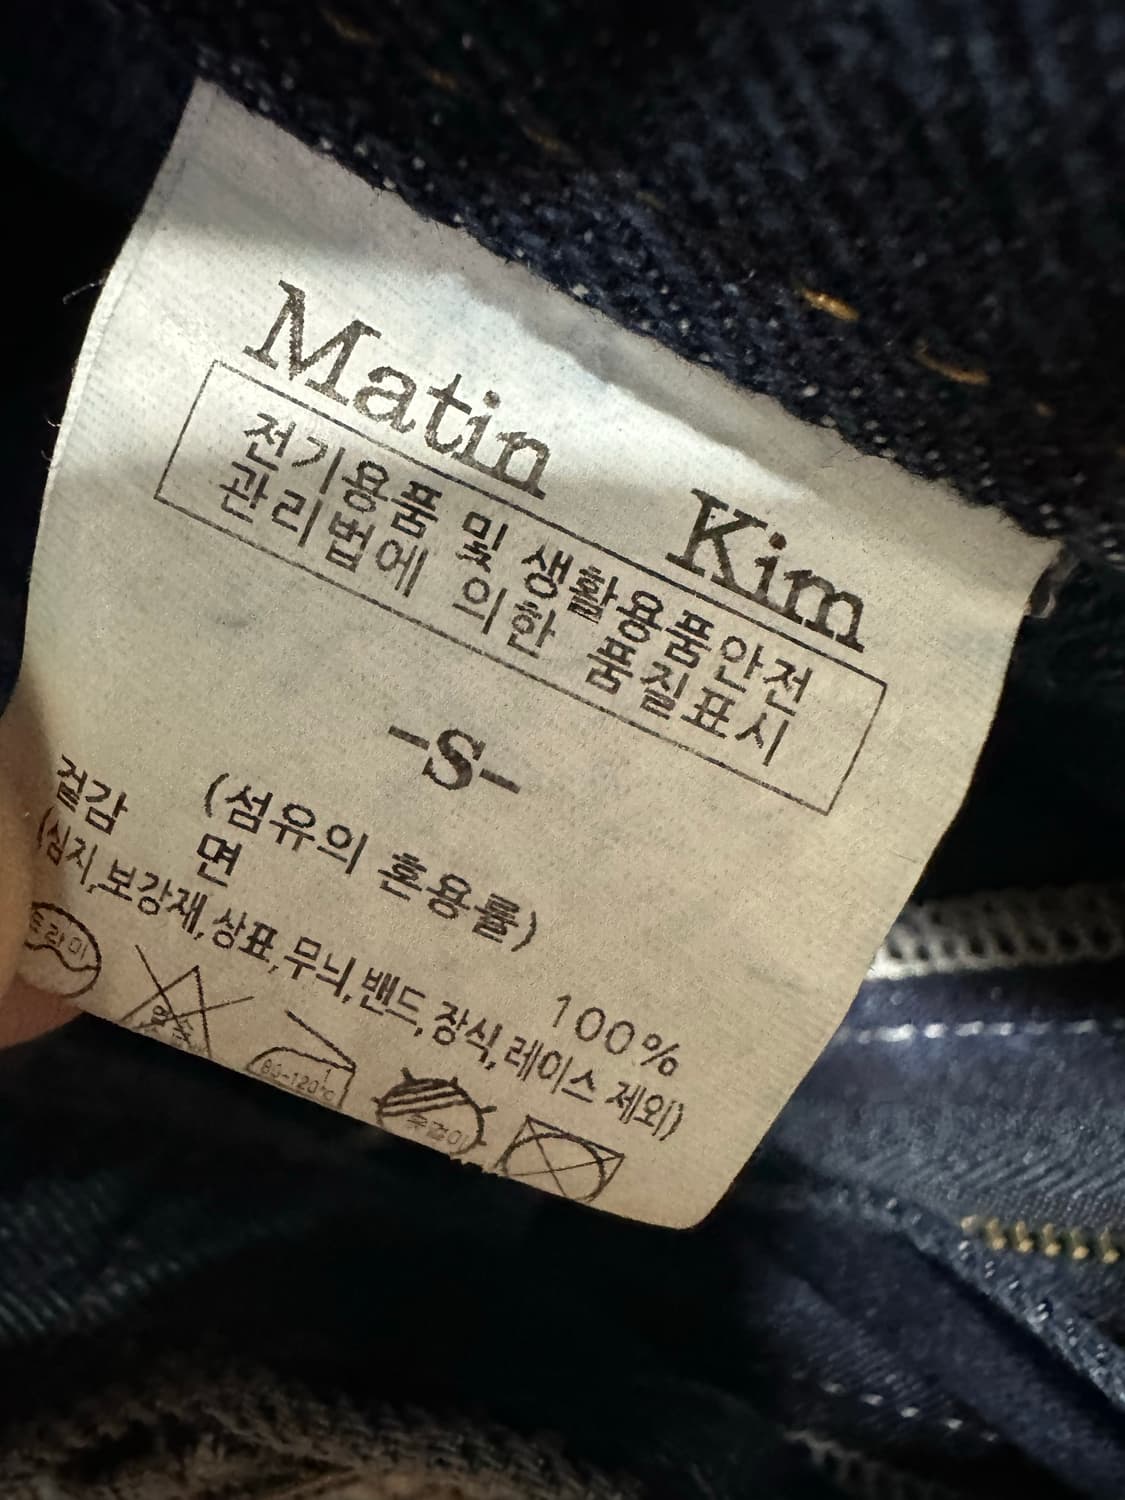 Matin Kim
전기용품 및 생활용품안전
관리법에 의한 품질표시
-S-
(섬유의 혼용률)
겉감 면 100%
(심지,보강재,상표,무늬,밴드,장식,레이스 제외)
80-120℃